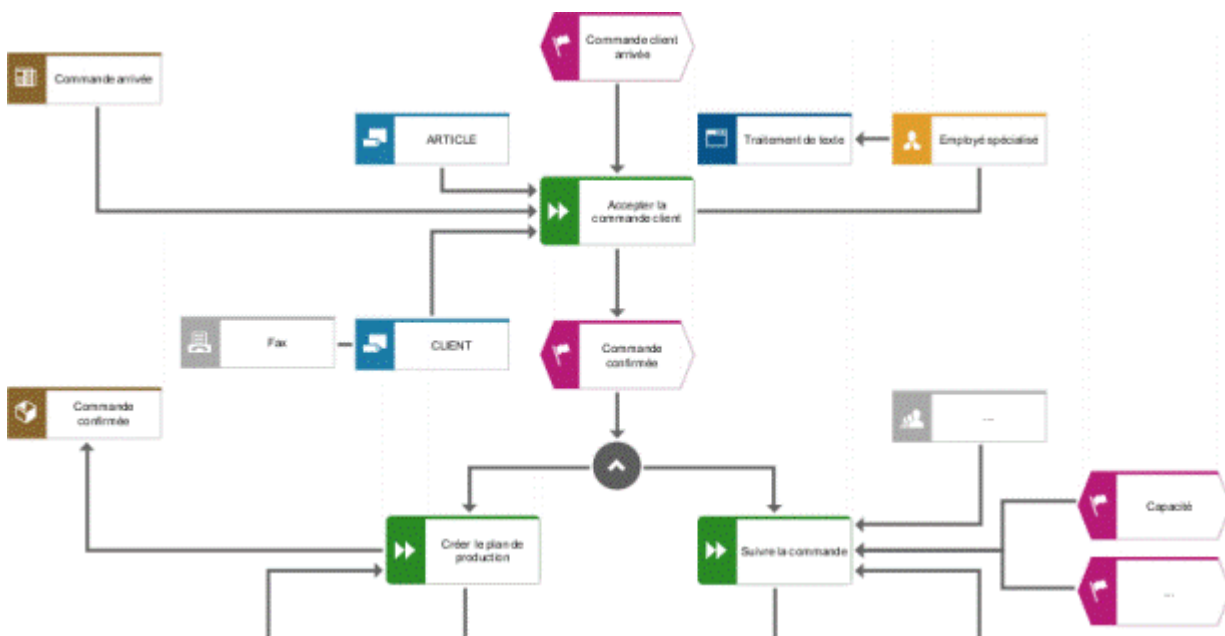 Commande client
arrivée
Commande arrivée
ARTICLE
Traitement de texte
Employé spécialisé
Accepter la
commande client
Fax
CLIENT
Commande
confirmée
Commande
confirmée
...
Capacité
Créer le plan de
production
Suivre la commande
...